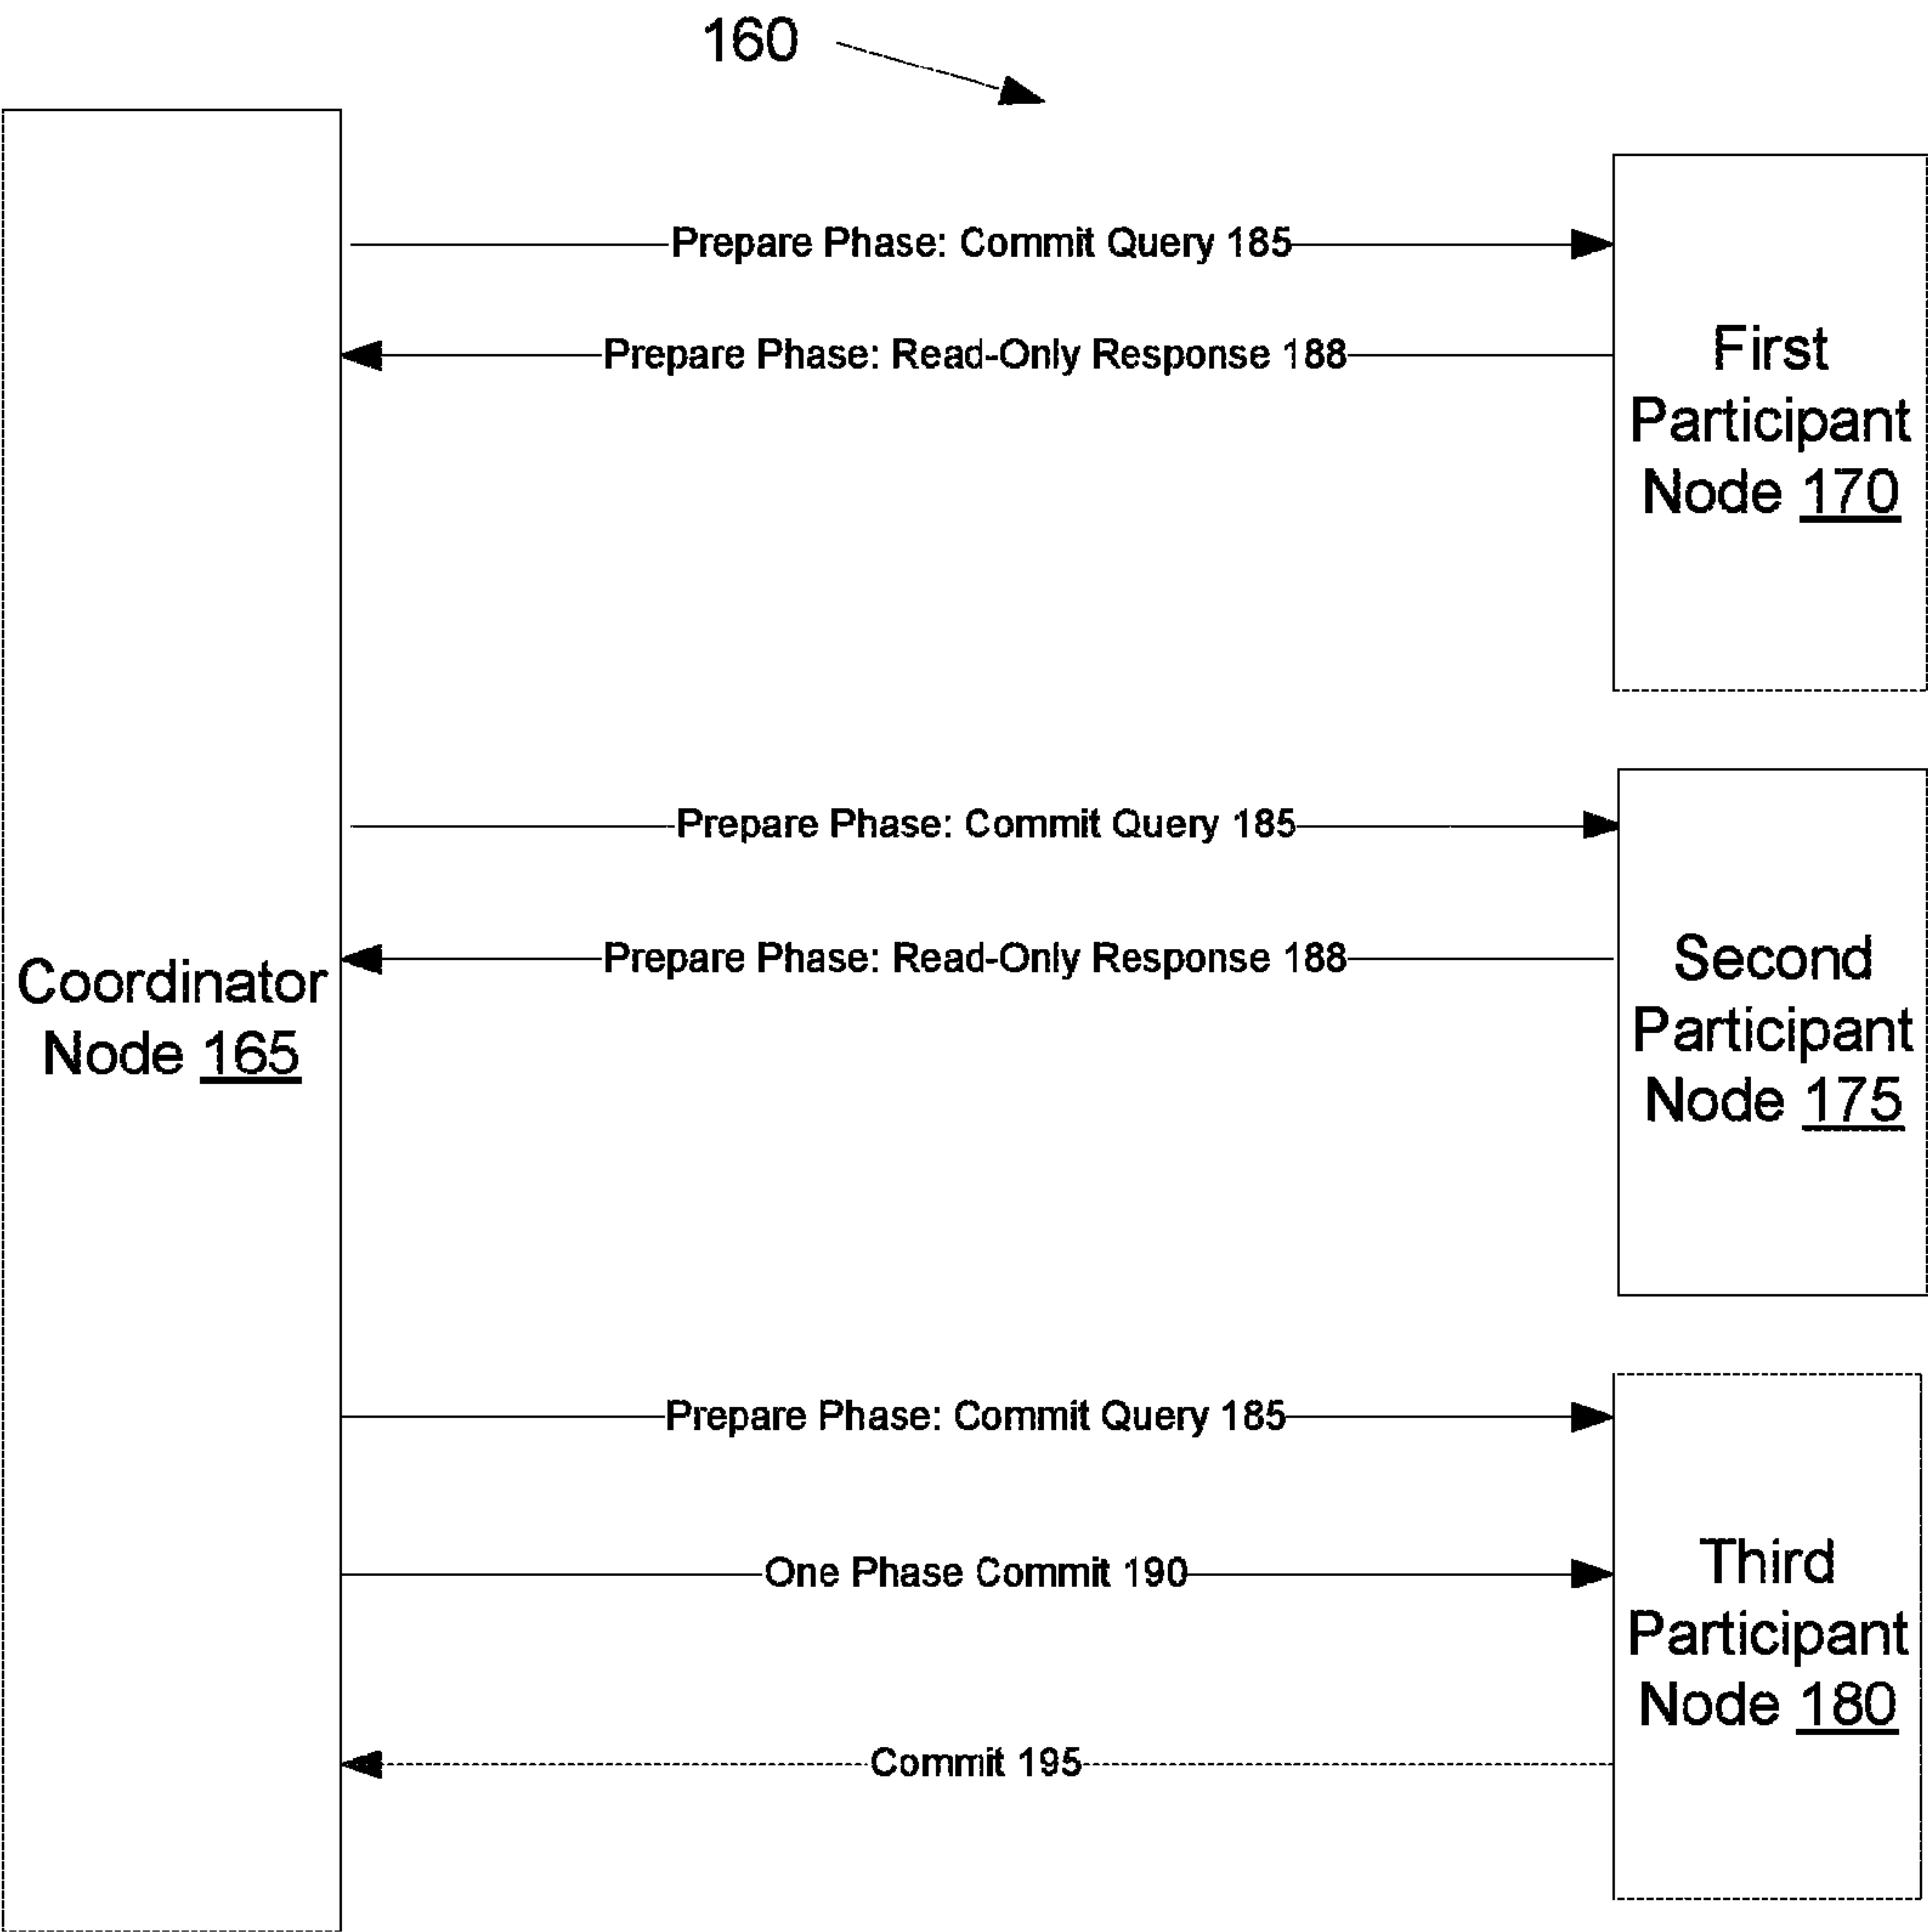 160
Prepare Phase: Commit Query 185
Prepare Phase: Read-Only Response 188
First
Participant
Node 170
Prepare Phase: Commit Query 185
Prepare Phase: Read-Only Response 188
Second
Participant
Node 175
Coordinator
Node 165
Prepare Phase: Commit Query 185
One Phase Commit 190
Commit 195
Third
Participant
Node 180